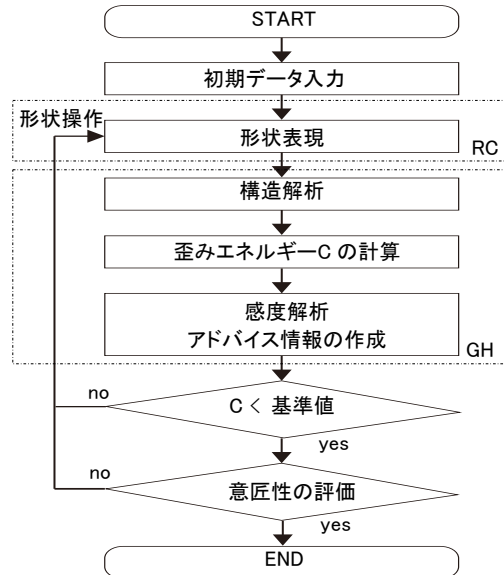 START
初期データ入力
形状操作
形状表現
RC
構造解析
歪みエネルギーC の計算
感度解析
アドバイス情報の作成
GH
no
C < 基準値
yes
no
意匠性の評価
yes
END